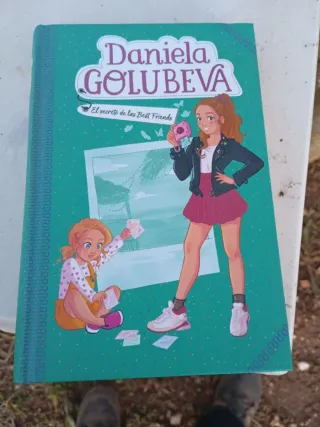 Daniela
GOLUBEVA
El secreto de las Best Friends